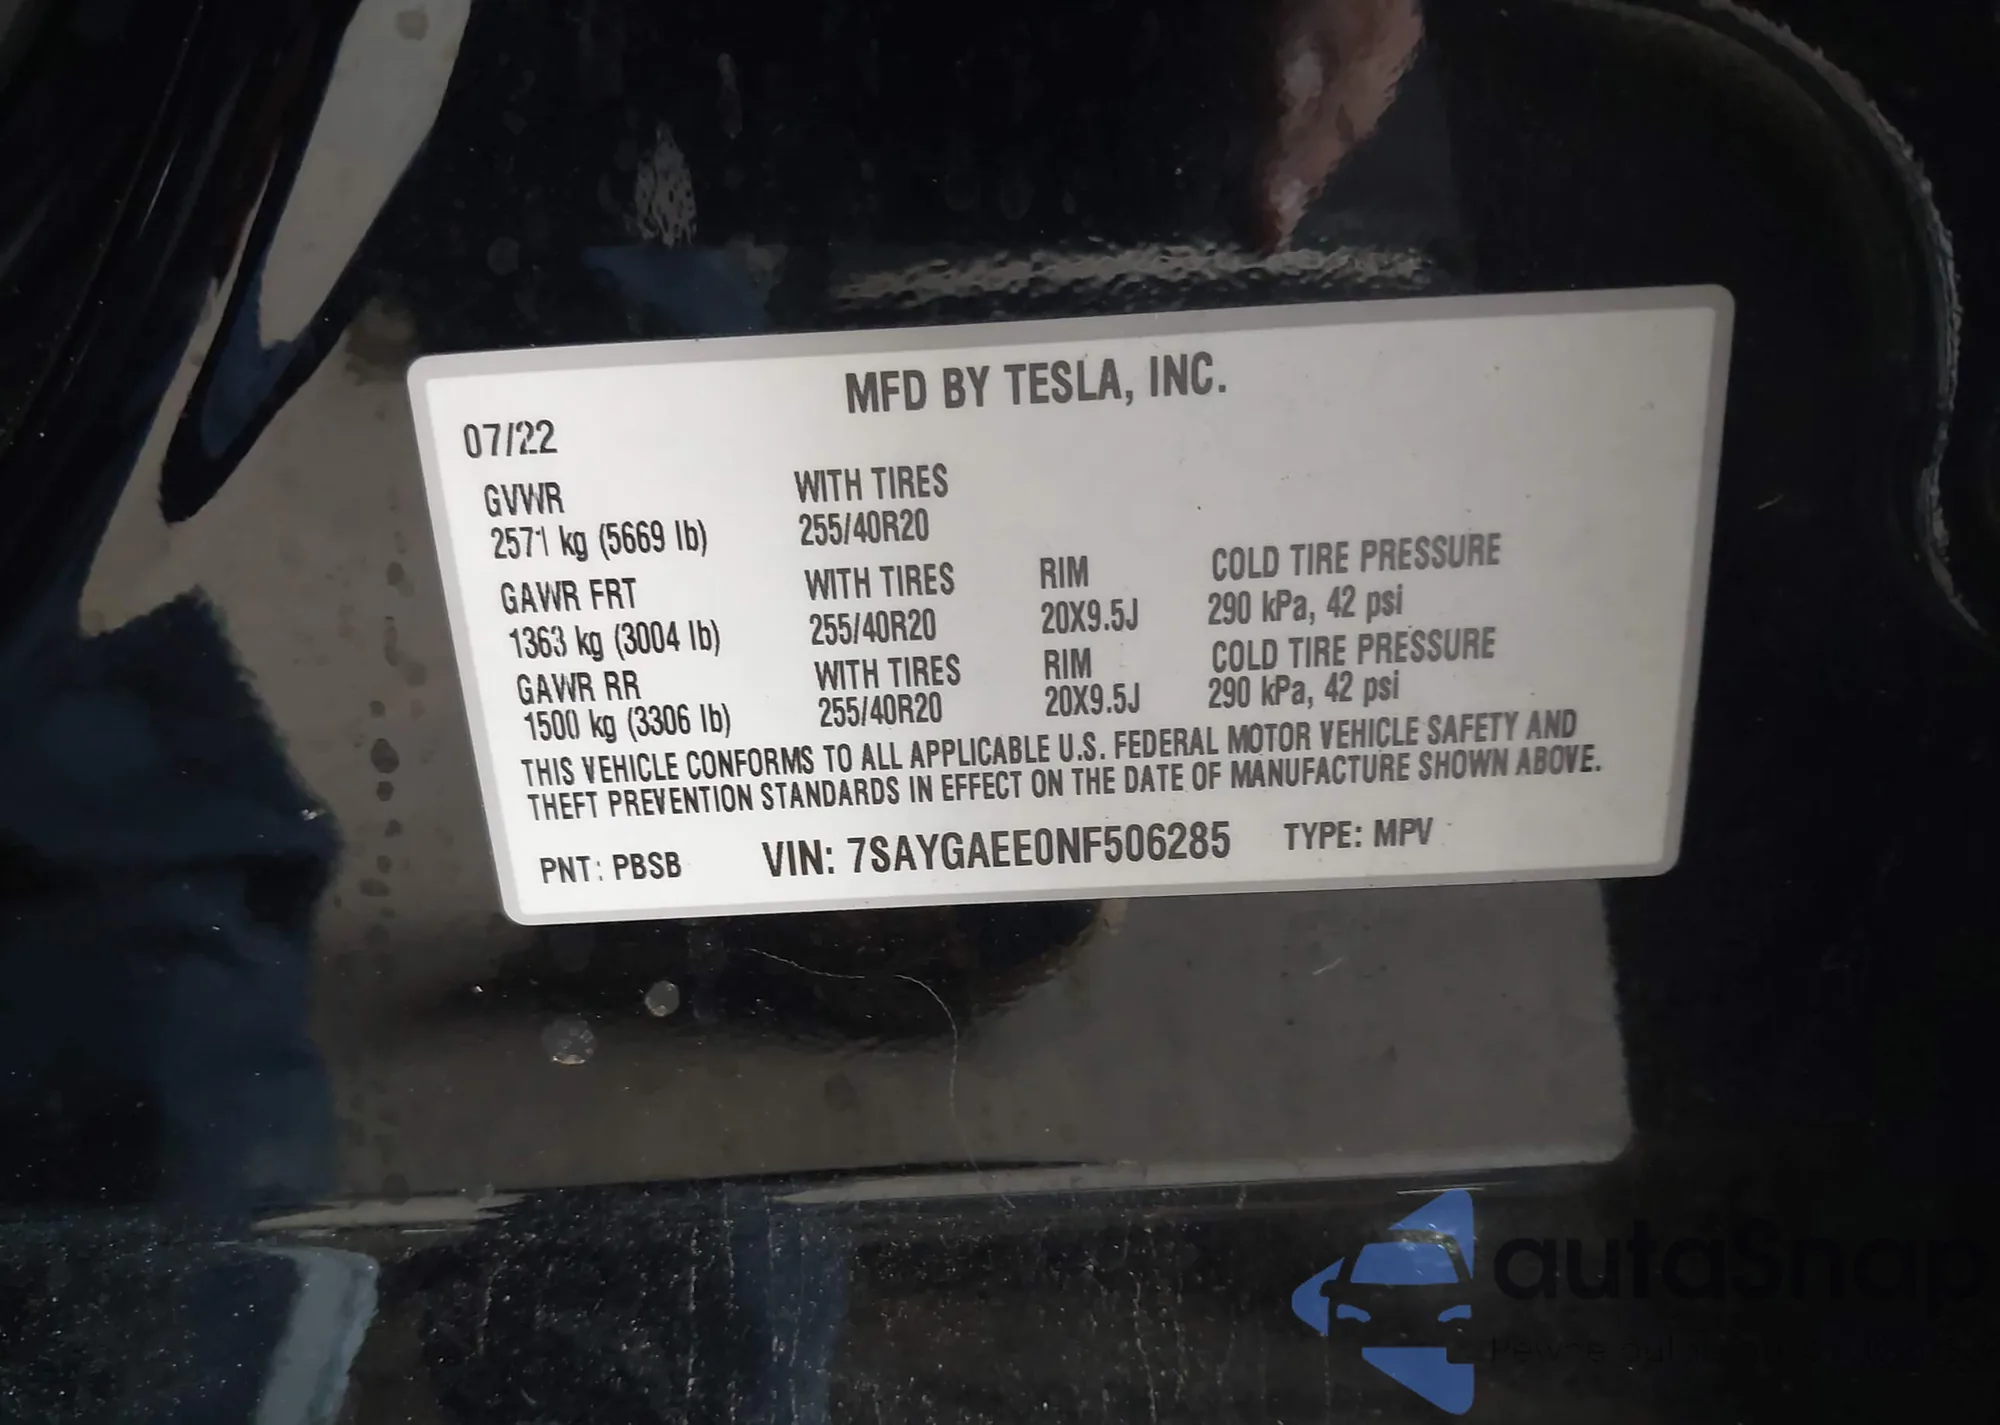 MFD BY TESLA, INC.
07/22
GVWR WITH TIRES
2571 kg (5669 lb) 255/40R20
GAWR FRT WITH TIRES RIM COLD TIRE PRESSURE
1363 kg (3004 lb) 255/40R20 20X9.5J 290 kPa, 42 psi
GAWR RR WITH TIRES RIM COLD TIRE PRESSURE
1500 kg (3306 lb) 255/40R20 20X9.5J 290 kPa, 42 psi
THIS VEHICLE CONFORMS TO ALL APPLICABLE U.S. FEDERAL MOTOR VEHICLE SAFETY AND
THEFT PREVENTION STANDARDS IN EFFECT ON THE DATE OF MANUFACTURE SHOWN ABOVE.
PNT: PBSB VIN: 7SAYGAEE0NF506285 TYPE: MPV
autaSnap